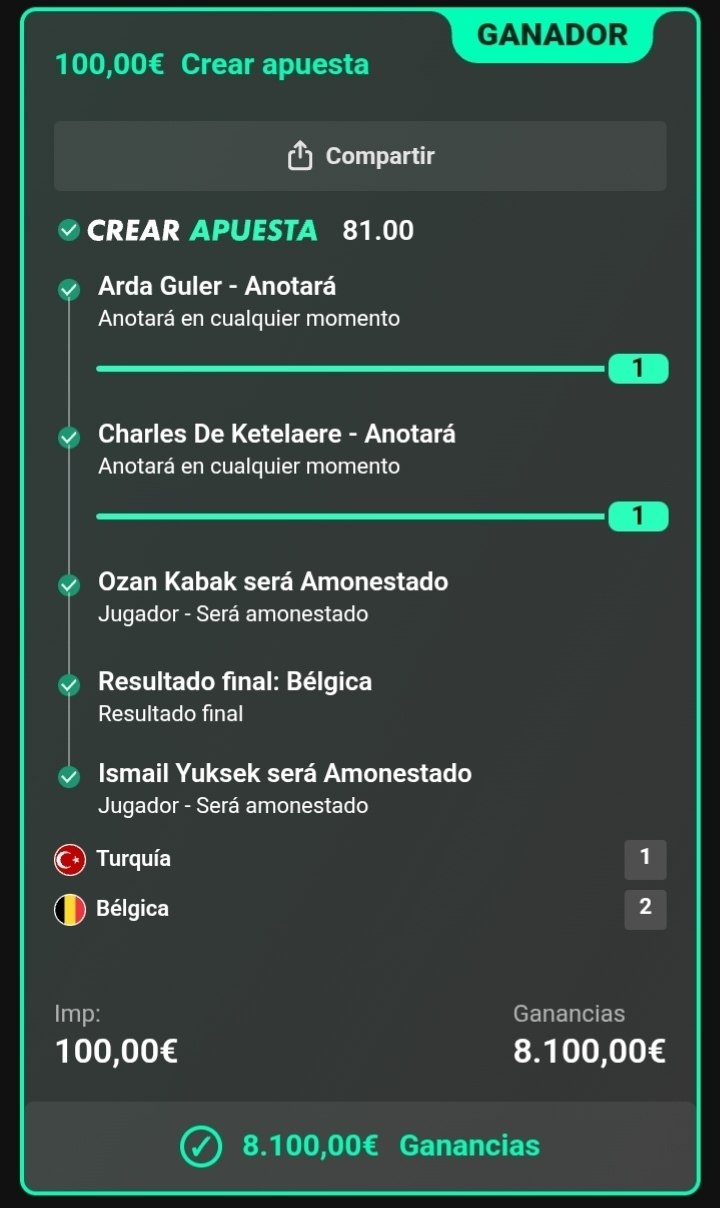 GANADOR
100,00€ Crear apuesta
Compartir
CREAR APUESTA 81.00
Arda Guler - Anotará
Anotará en cualquier momento
1
Charles De Ketelaere - Anotará
Anotará en cualquier momento
1
Ozan Kabak será Amonestado
Jugador - Será amonestado
Resultado final: Bélgica
Resultado final
Ismail Yuksek será Amonestado
Jugador - Será amonestado
Turquía 1
Bélgica 2
Imp: Ganancias
100,00€ 8.100,00€
8.100,00€ Ganancias